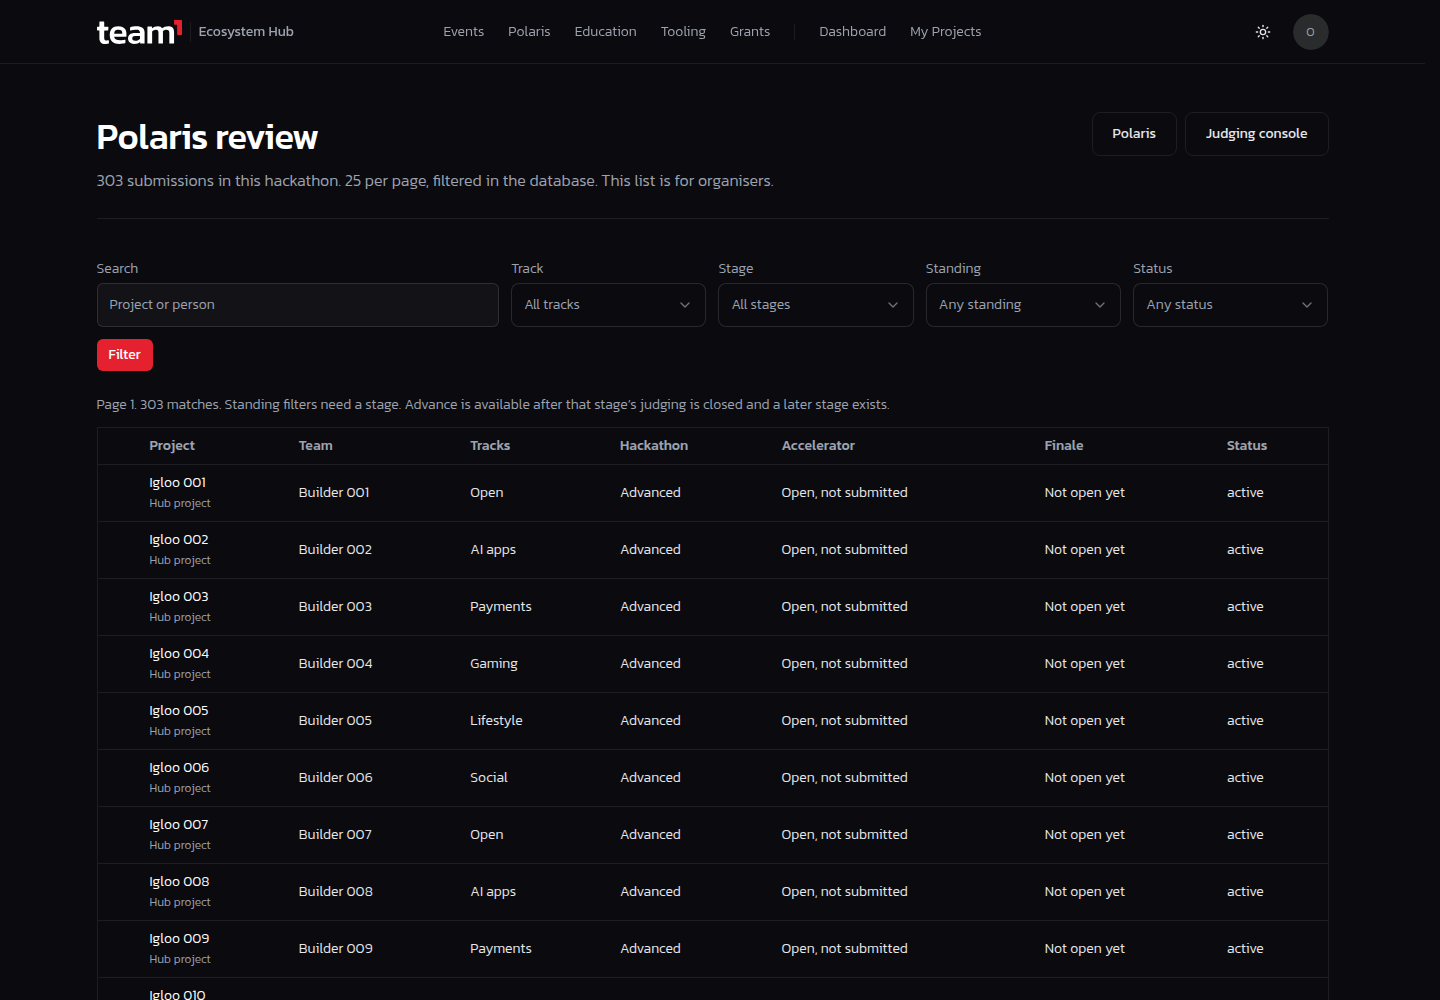 team1 Ecosystem Hub Events Polaris Education Tooling Grants Dashboard My Projects O
Polaris review Polaris Judging console
303 submissions in this hackathon. 25 per page, filtered in the database. This list is for organisers.
Search Track Stage Standing Status
Project or person All tracks All stages Any standing Any status
Filter
Page 1. 303 matches. Standing filters need a stage. Advance is available after that stage's judging is closed and a later stage exists.
Project Team Tracks Hackathon Accelerator Finale Status
Igloo 001
Hub project Builder 001 Open Advanced Open, not submitted Not open yet active
Igloo 002
Hub project Builder 002 AI apps Advanced Open, not submitted Not open yet active
Igloo 003
Hub project Builder 003 Payments Advanced Open, not submitted Not open yet active
Igloo 004
Hub project Builder 004 Gaming Advanced Open, not submitted Not open yet active
Igloo 005
Hub project Builder 005 Lifestyle Advanced Open, not submitted Not open yet active
Igloo 006
Hub project Builder 006 Social Advanced Open, not submitted Not open yet active
Igloo 007
Hub project Builder 007 Open Advanced Open, not submitted Not open yet active
Igloo 008
Hub project Builder 008 AI apps Advanced Open, not submitted Not open yet active
Igloo 009
Hub project Builder 009 Payments Advanced Open, not submitted Not open yet active
Igloo 010